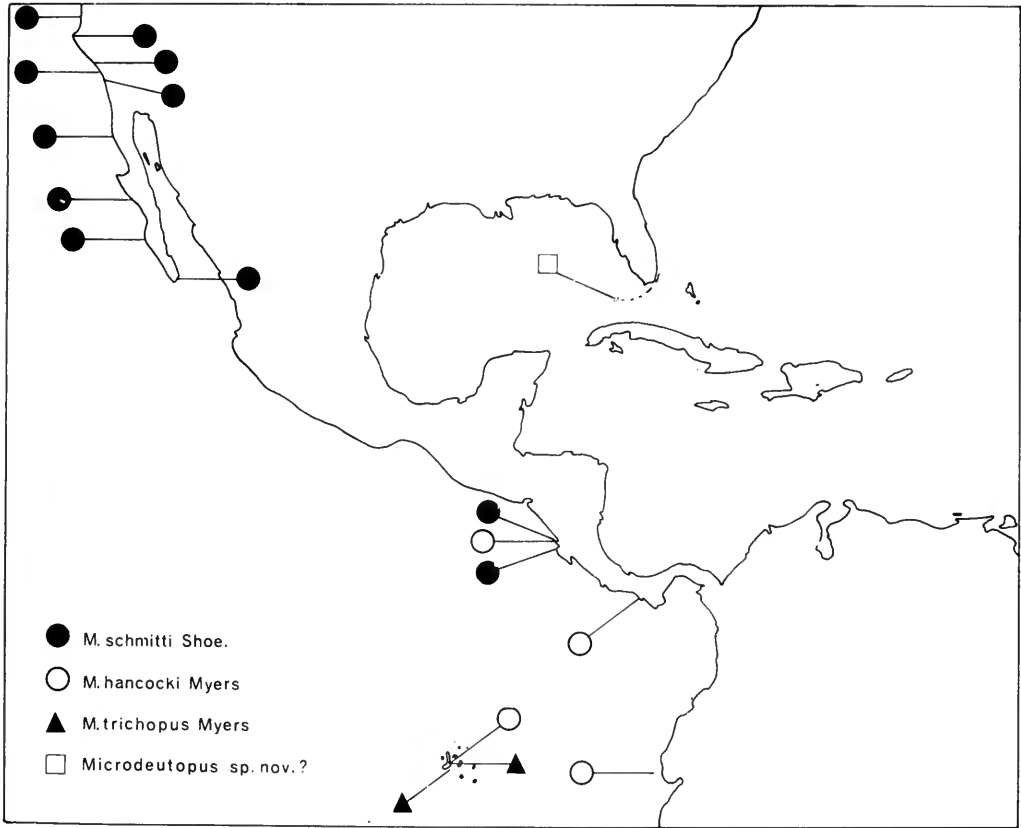 M. schmitti Shoe.
M. hancocki Myers
M. trichopus Myers
Microdeutopus sp. nov. ?